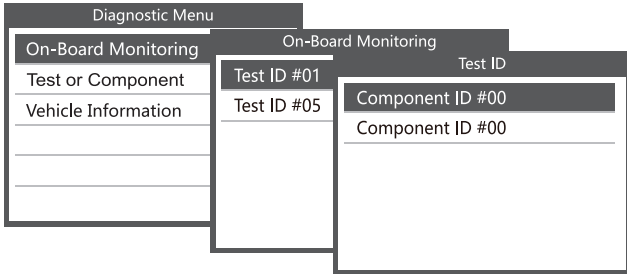 Diagnostic Menu
On-Board Monitoring
Test or Component
Vehicle Information
On-Board Monitoring
Test ID #01
Test ID #05
Test ID
Component ID #00
Component ID #00